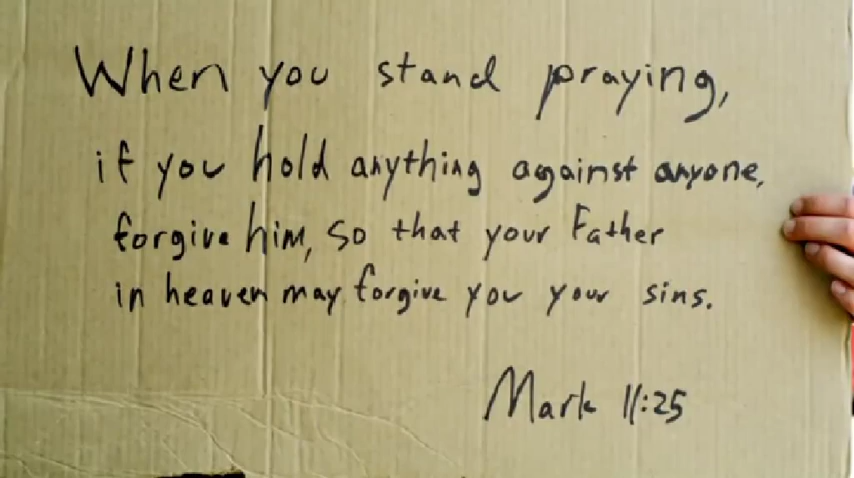 When you stand praying,
if you hold anything against anyone,
forgive him, so that your Father
in heaven may forgive you your sins.
Mark 11:25